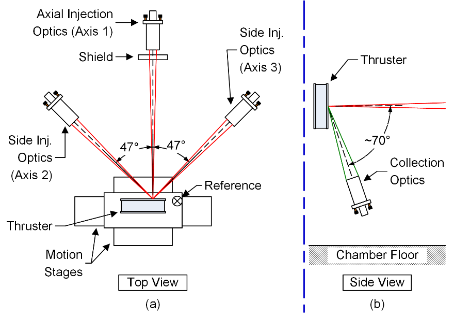 Axial Injection
Optics (Axis 1)
Shield
Side Inj.
Optics
(Axis 3)
Side Inj.
Optics
(Axis 2)
47° 47°
Reference
Thruster
Motion
Stages
Top View
(a)
Thruster
~70°
Collection
Optics
Chamber Floor
Side View
(b)